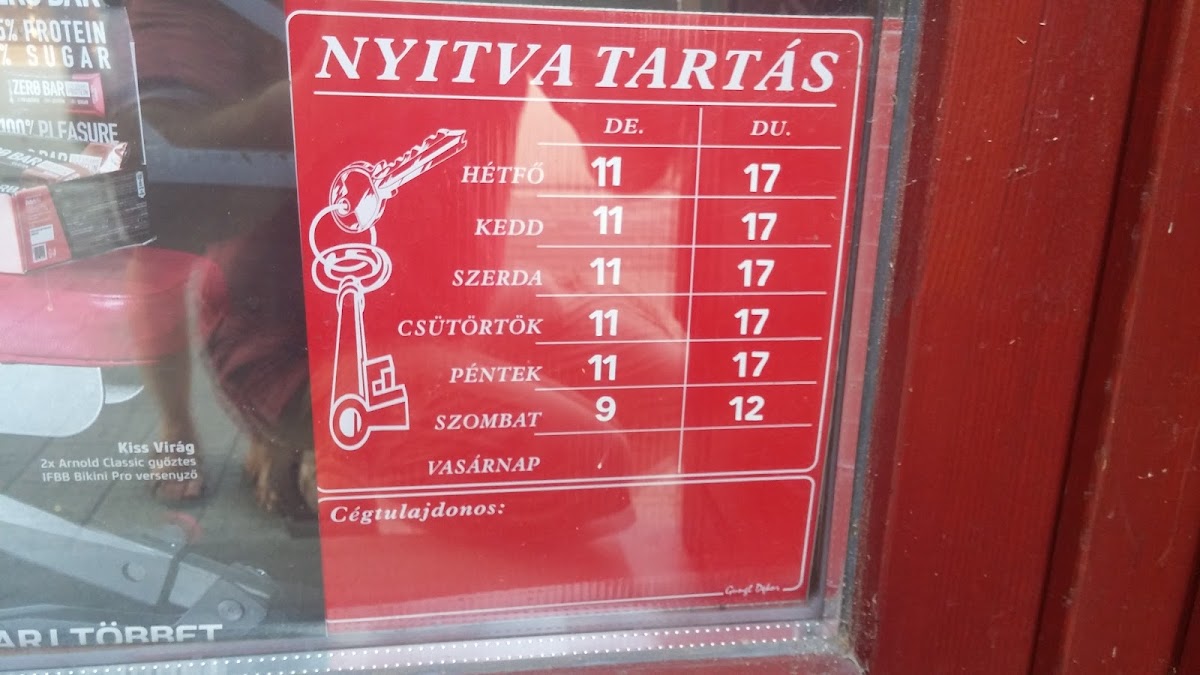 % PROTEIN
% SUGAR
ZERO BAR
100% PLEASURE
NYITVA TARTÁS
DE. DU.
HÉTFŐ 11 17
KEDD 11 17
SZERDA 11 17
CSÜTÖRTÖK 11 17
PÉNTEK 11 17
SZOMBAT 9 12
VASÁRNAP
Cégtulajdonos:
Kiss Virág
2x Arnold Classic győztes
IFBB Bikini Pro versenyző
TÖBBET